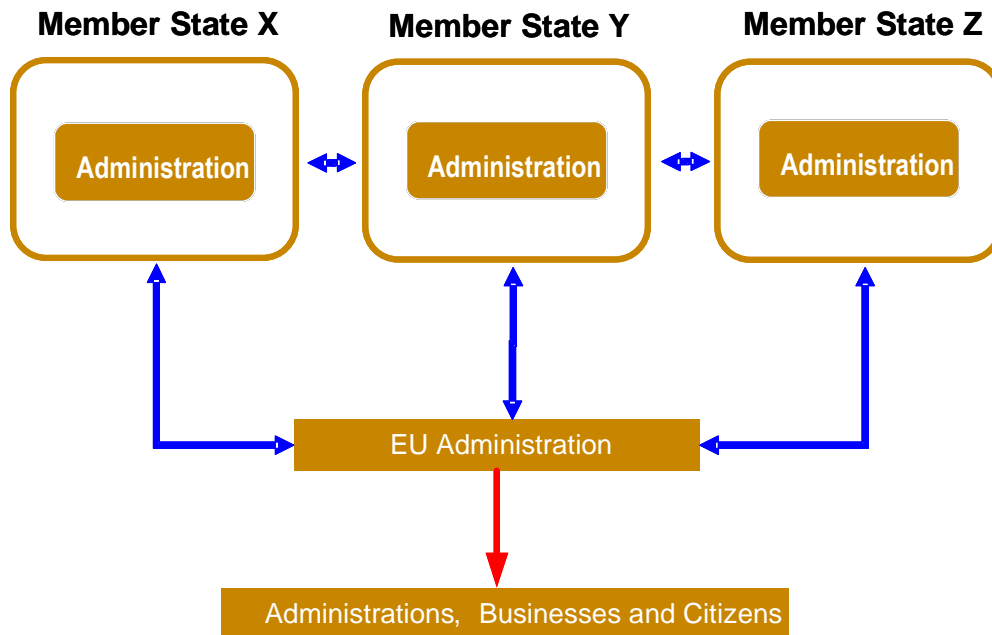 Member State X
Member State Y
Member State Z
Administration
Administration
Administration
EU Administration
Administrations, Businesses and Citizens